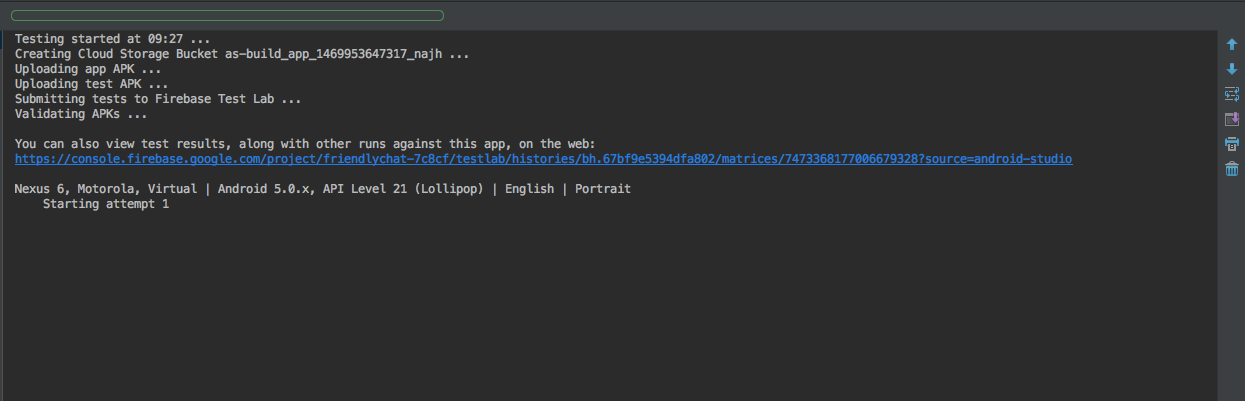 Testing started at 09:27 ...
Creating Cloud Storage Bucket as-build_app_1469953647317_najh ...
Uploading app APK ...
Uploading test APK ...
Submitting tests to Firebase Test Lab ...
Validating APKs ...
You can also view test results, along with other runs against this app, on the web:
https://console.firebase.google.com/project/friendlychat-7c8cf/testlab/histories/bh.67bf9e5394dfa802/matrices/7473368177006679328?source=android-studio
Nexus 6, Motorola, Virtual | Android 5.0.x, API Level 21 (Lollipop) | English | Portrait
Starting attempt 1